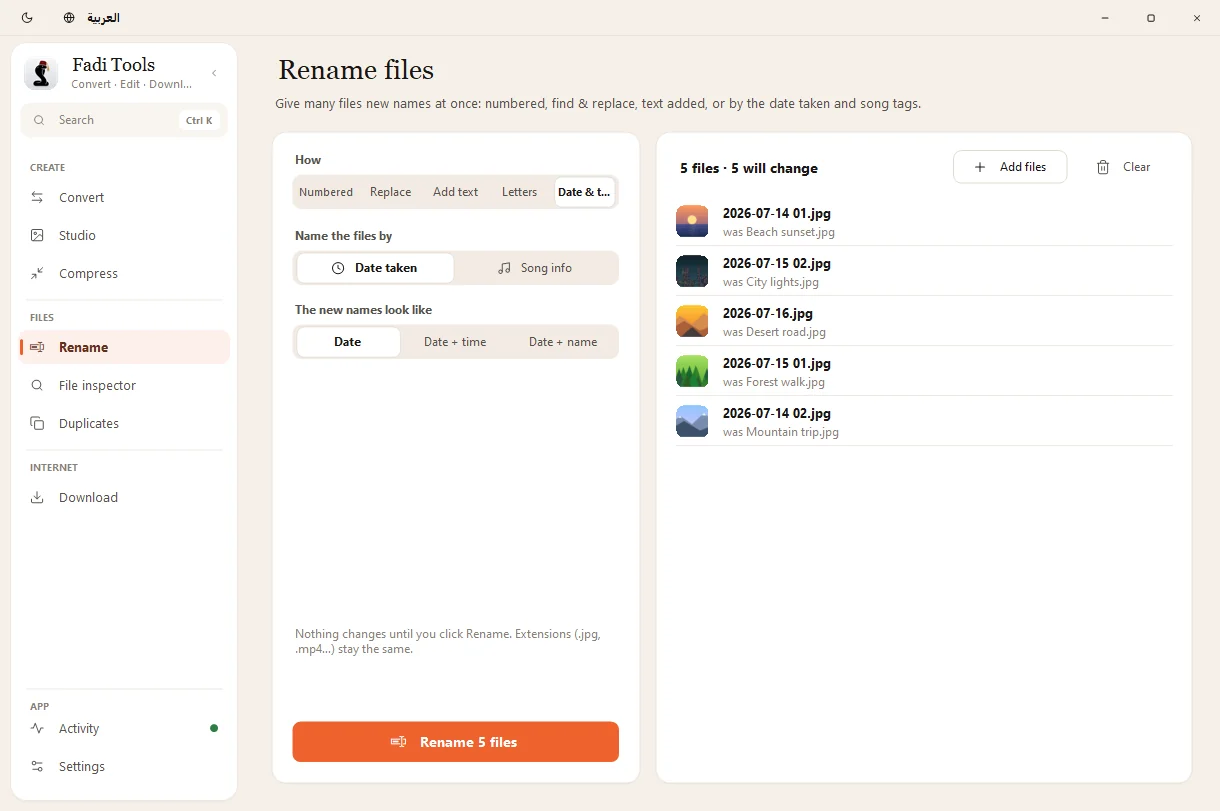 العربية
Fadi Tools
Convert · Edit · Downl...
Search
Ctrl K
CREATE
Convert
Studio
Compress
FILES
Rename
File inspector
Duplicates
INTERNET
Download
APP
Activity
Settings
Rename files
Give many files new names at once: numbered, find & replace, text added, or by the date taken and song tags.
How
Numbered Replace Add text Letters Date & t...
Name the files by
Date taken Song info
The new names look like
Date Date + time Date + name
Nothing changes until you click Rename. Extensions (.jpg,
.mp4...) stay the same.
Rename 5 files
5 files · 5 will change
Add files
Clear
2026-07-14 01.jpg
was Beach sunset.jpg
2026-07-15 02.jpg
was City lights.jpg
2026-07-16.jpg
was Desert road.jpg
2026-07-15 01.jpg
was Forest walk.jpg
2026-07-14 02.jpg
was Mountain trip.jpg